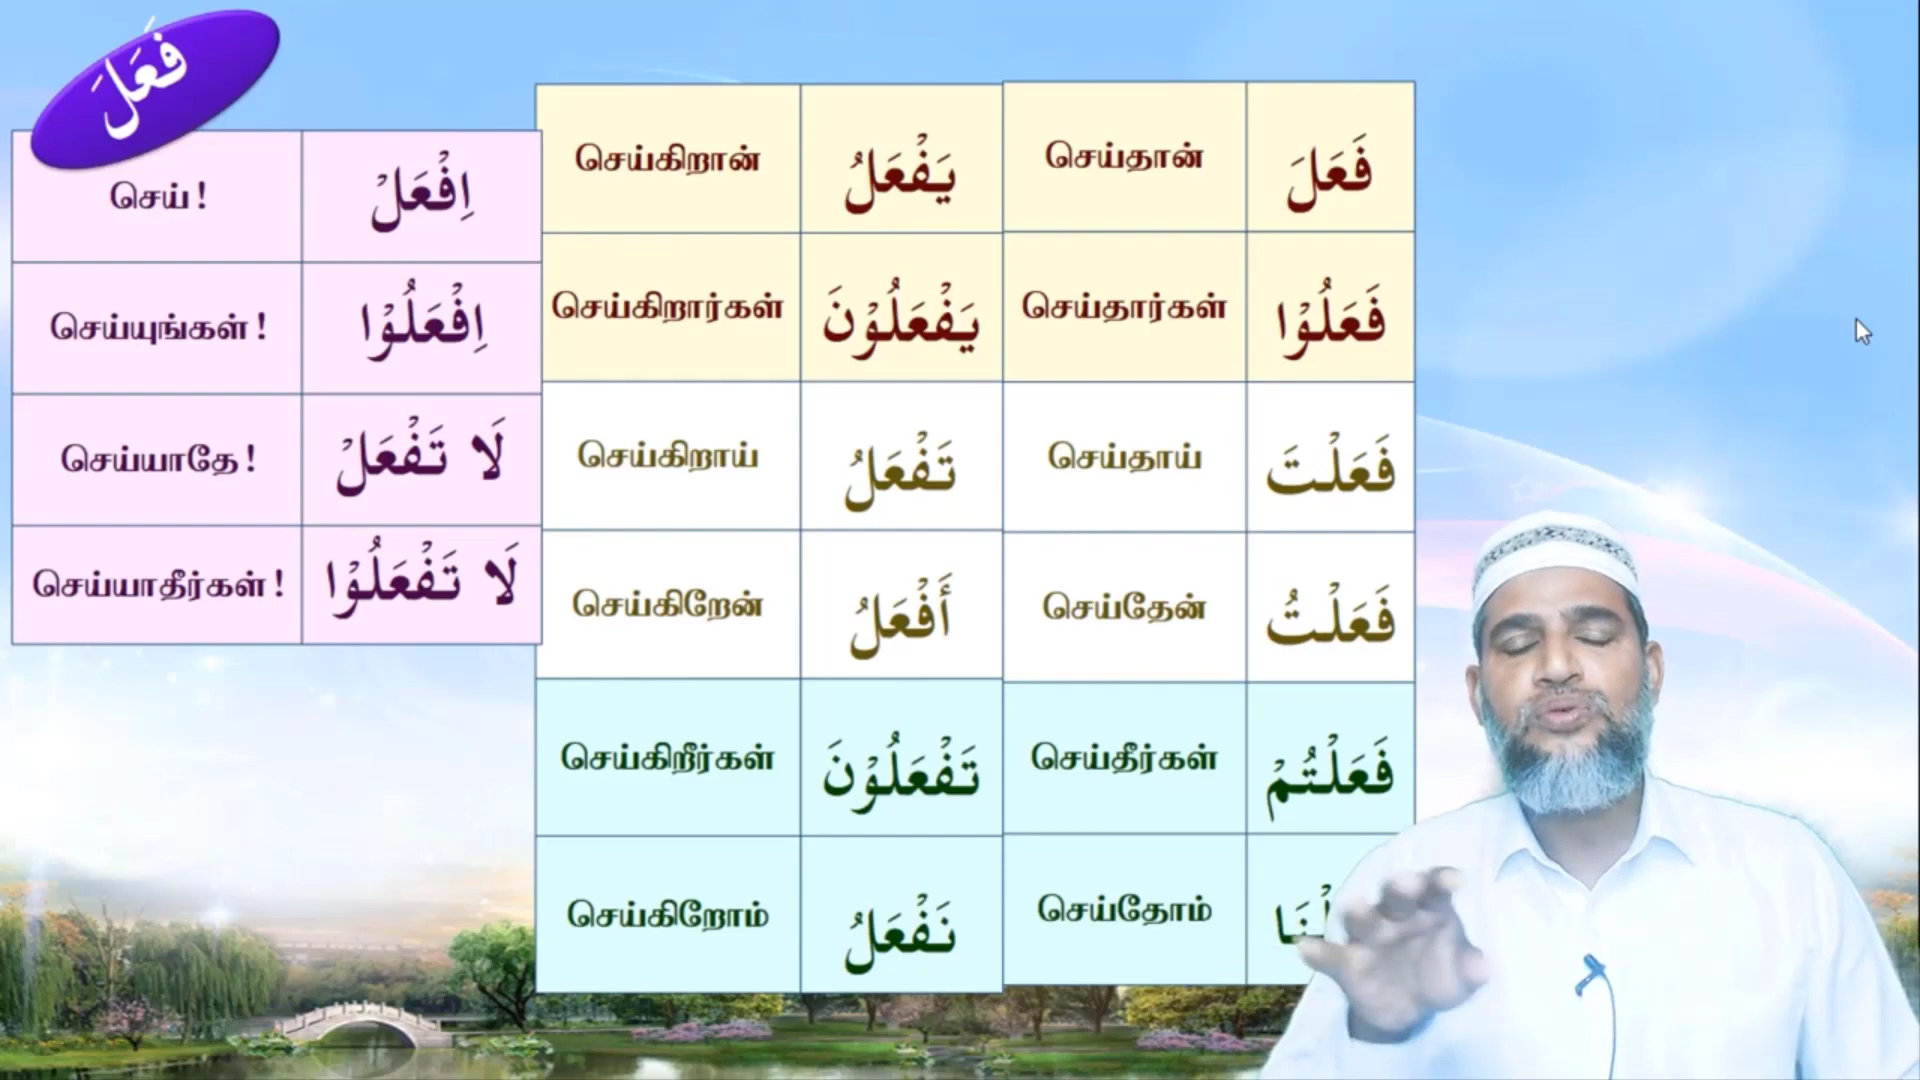 فَعَلَ
செய்! اِفْعَلْ
செய்யுங்கள்! اِفْعَلُوْا
செய்யாதே! لَا تَفْعَلْ
செய்யாதீர்கள்! لَا تَفْعَلُوْا
செய்கிறான் يَفْعَلُ செய்தான் فَعَلَ
செய்கிறார்கள் يَفْعَلُوْنَ செய்தார்கள் فَعَلُوْا
செய்கிறாய் تَفْعَلُ செய்தாய் فَعَلْتَ
செய்கிறேன் أَفْعَلُ செய்தேன் فَعَلْتُ
செய்கிறீர்கள் تَفْعَلُوْنَ செய்தீர்கள் فَعَلْتُمْ
செய்கிறோம் نَفْعَلُ செய்தோம்